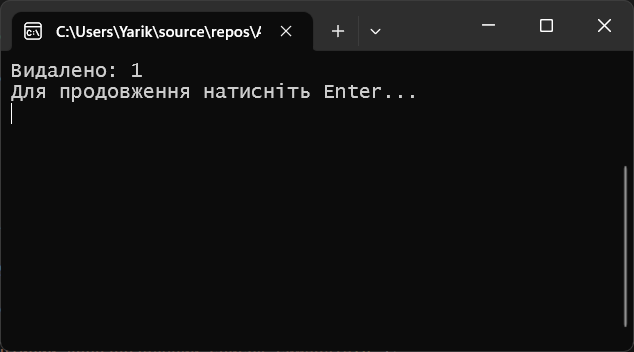 C:\Users\Yarik\source\repos\A
Видалено: 1
Для продовження натисніть Enter...